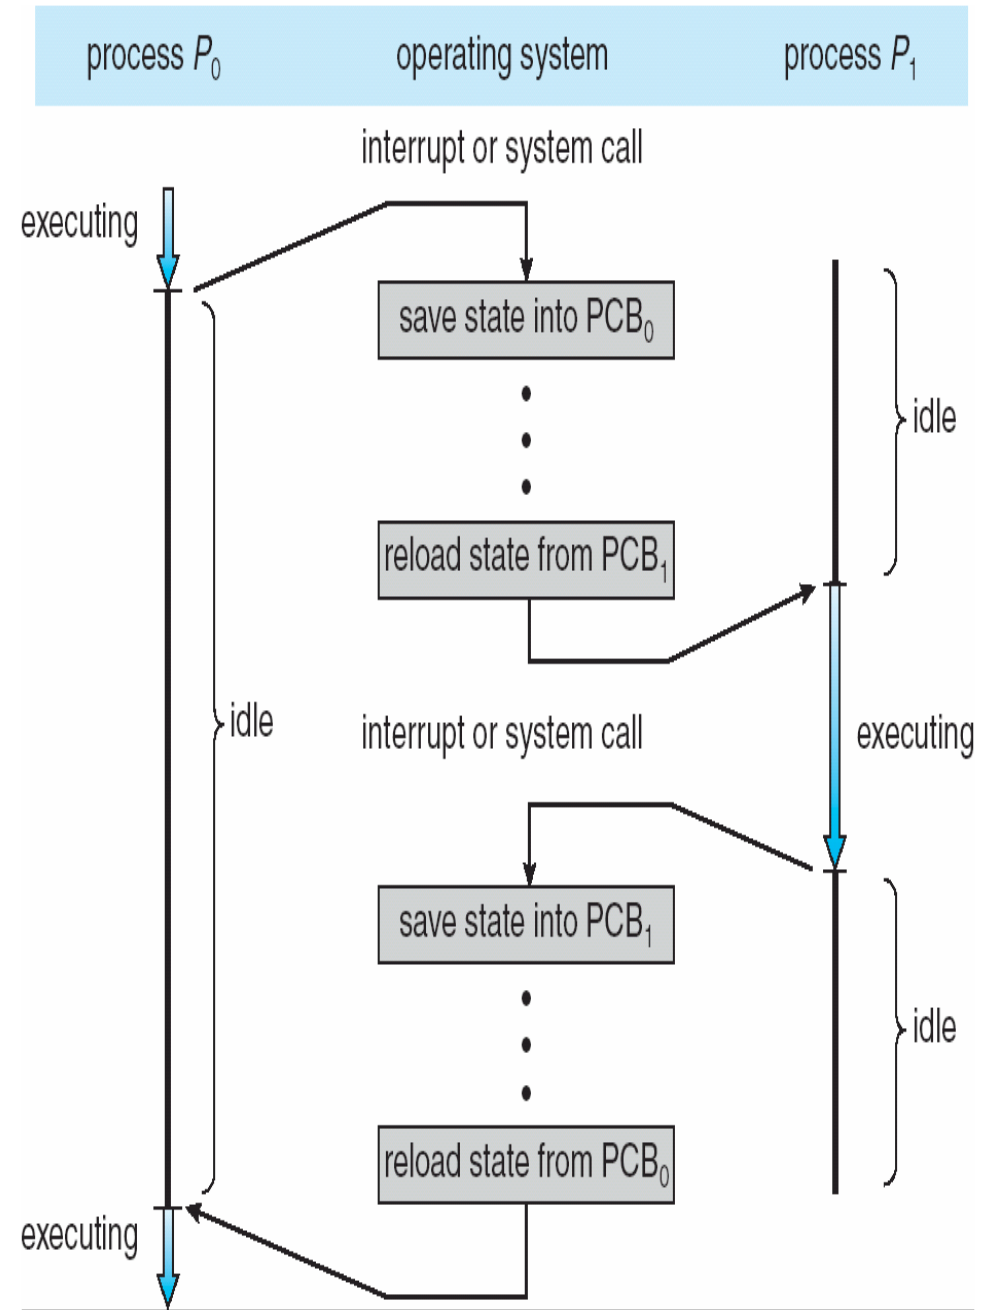 process P0 operating system process P1
interrupt or system call
executing
save state into PCB0
idle
reload state from PCB1
idle
interrupt or system call
executing
save state into PCB1
idle
reload state from PCB0
executing